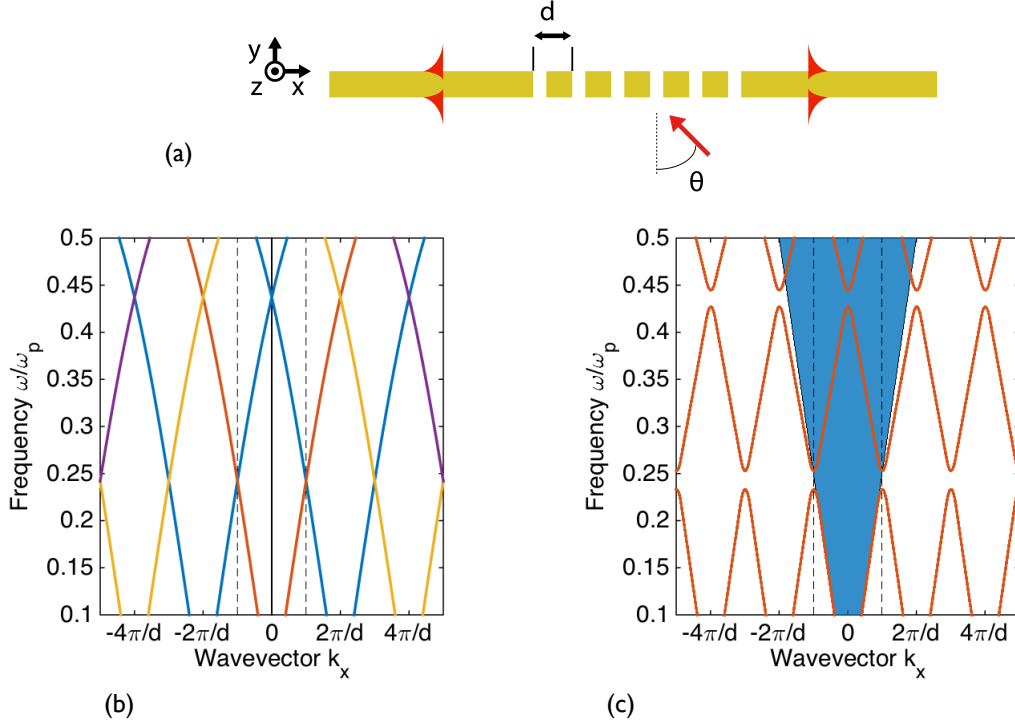 d
y
z x
(a)
θ
0.5
0.45
0.4
0.35
0.3
0.25
0.2
0.15
0.1
Frequency ω/ωp
-4π/d -2π/d 0 2π/d 4π/d
Wavevector kx
(b)
0.5
0.45
0.4
0.35
0.3
0.25
0.2
0.15
0.1
Frequency ω/ωp
-4π/d -2π/d 0 2π/d 4π/d
Wavevector kx
(c)